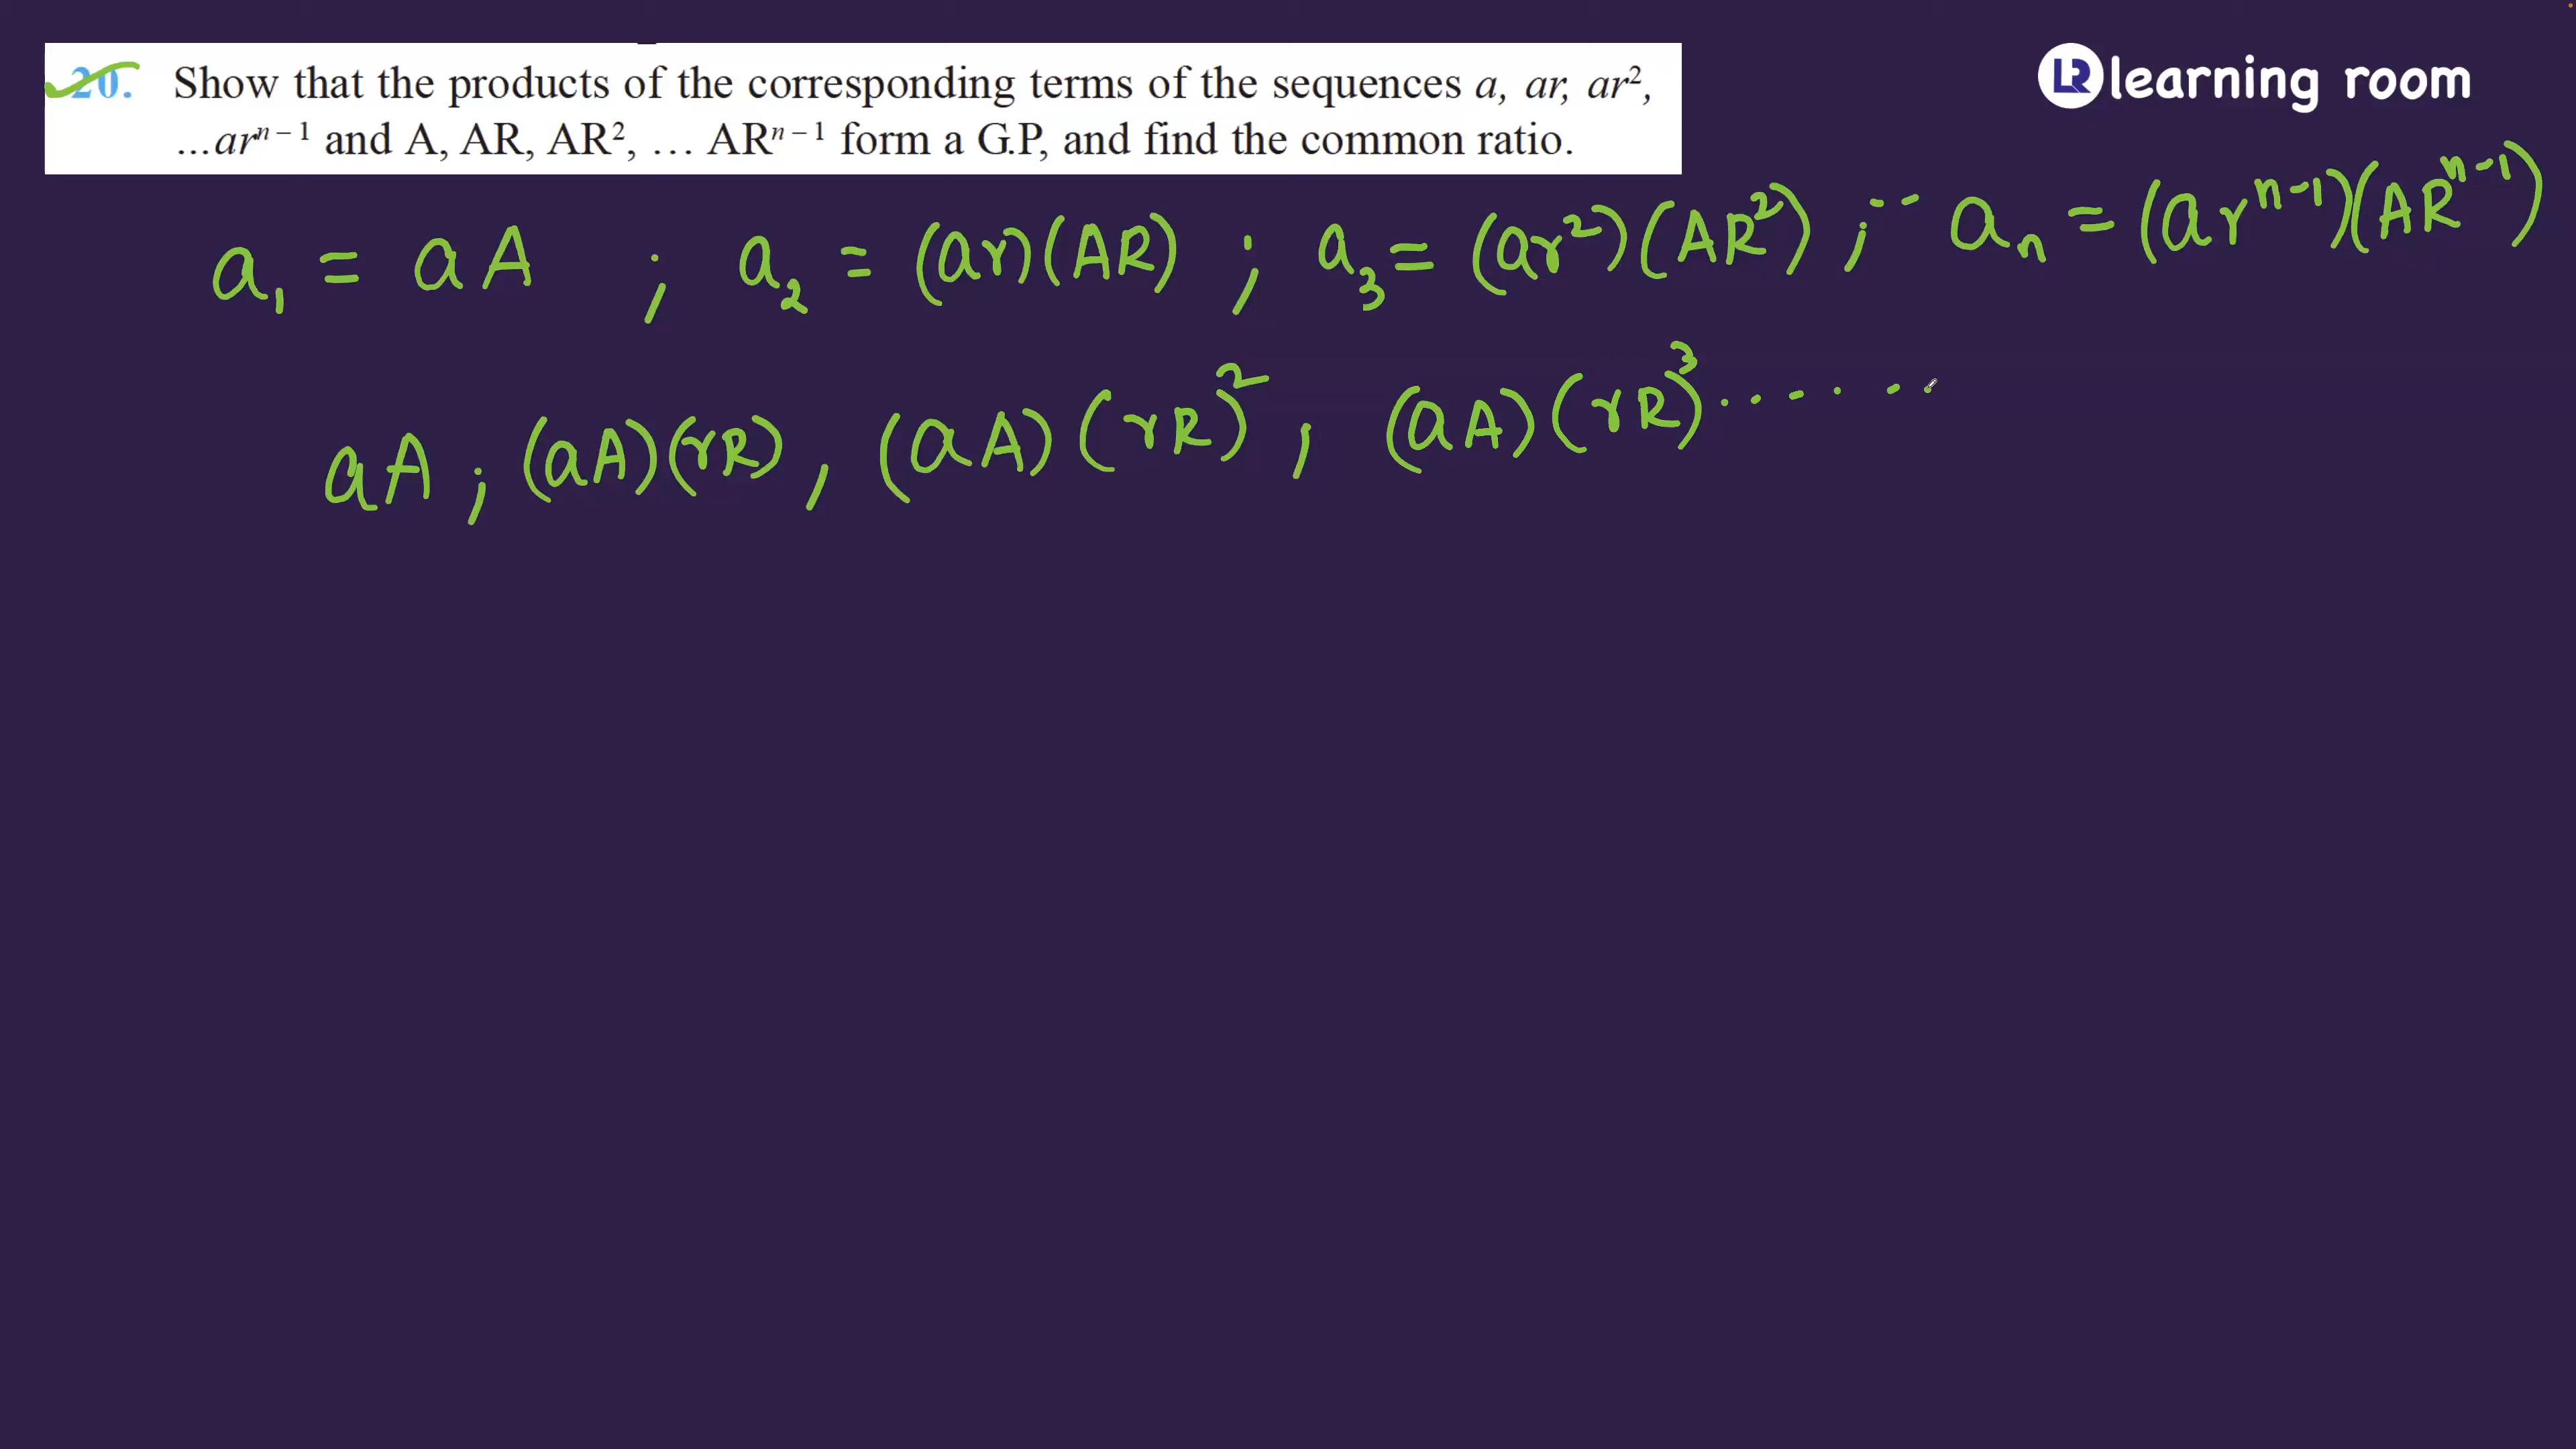 20. Show that the products of the corresponding terms of the sequences a, ar, ar²,
...arⁿ⁻¹ and A, AR, AR², … ARⁿ⁻¹ form a G.P, and find the common ratio.
LR learning room
a₁ = aA ; a₂ = (ar)(AR) ; a₃ = (ar²)(AR²) ; .. aₙ = (arⁿ⁻¹)(ARⁿ⁻¹)
aA ; (aA)(rR) , (aA)(rR)² , (aA)(rR)³ .......